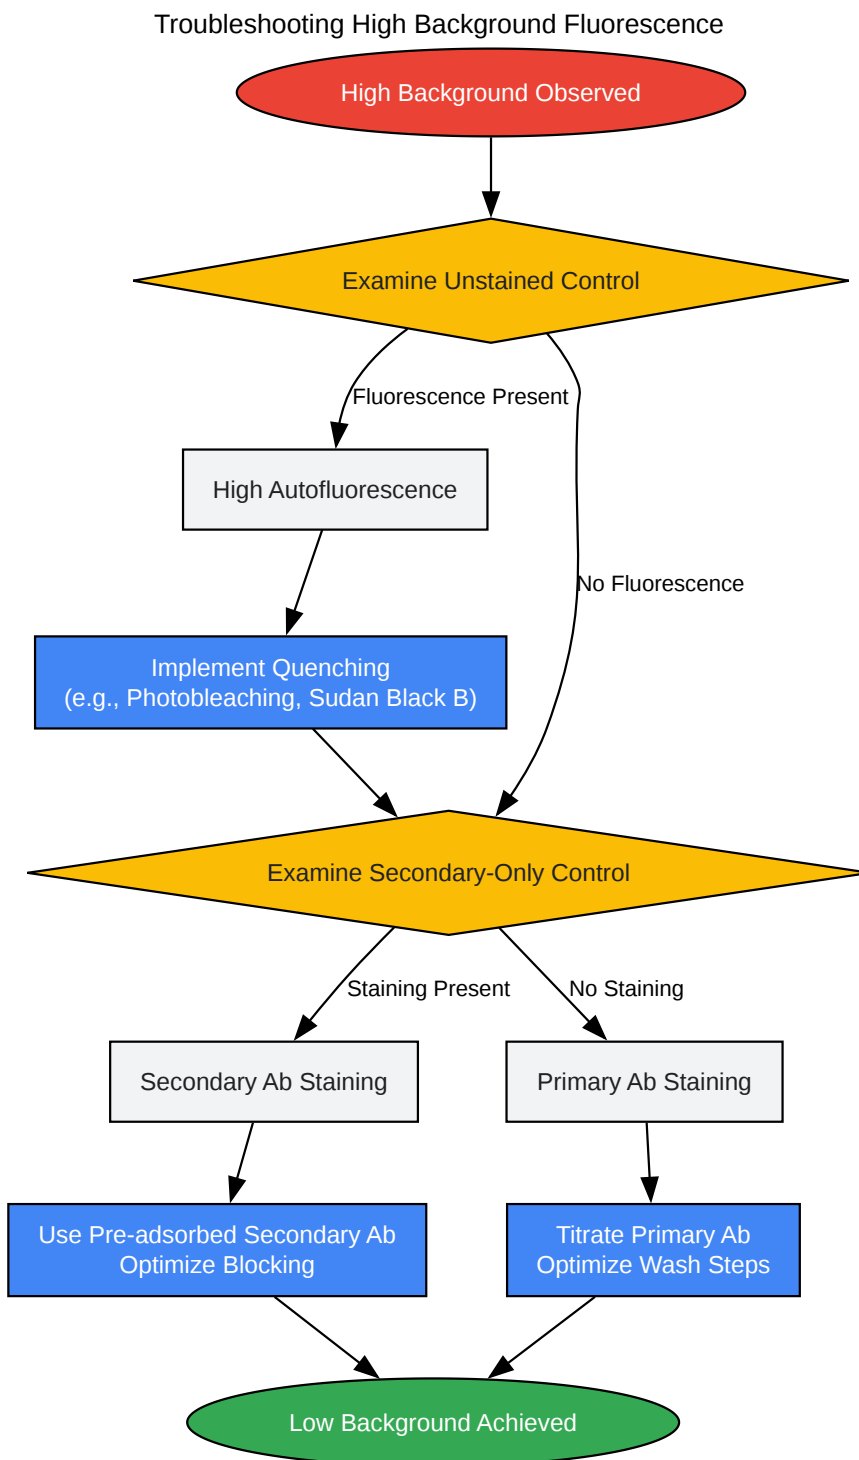 Troubleshooting High Background Fluorescence
High Background Observed
Examine Unstained Control
Fluorescence Present
High Autofluorescence
No Fluorescence
Implement Quenching
(e.g., Photobleaching, Sudan Black B)
Examine Secondary-Only Control
Staining Present
No Staining
Secondary Ab Staining
Primary Ab Staining
Use Pre-adsorbed Secondary Ab
Optimize Blocking
Titrate Primary Ab
Optimize Wash Steps
Low Background Achieved